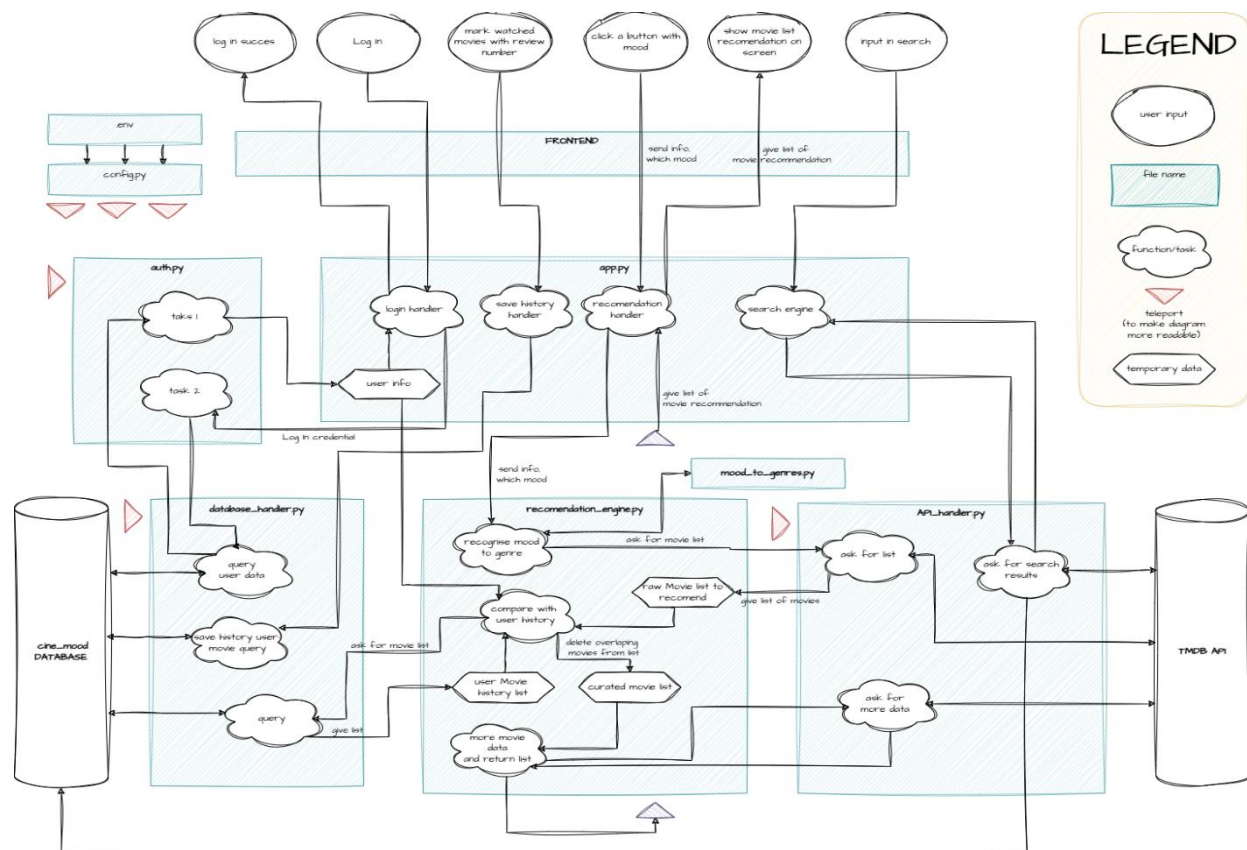 log in succes
Log in
mark watched
movies with review
number
click a button with
mood
show movie list
recomendation on
screen
input in search
LEGEND
user input
file name
function/task
teleport
(to make diagram
more readable)
temporary data
.env
config.py
FRONTEND
send info,
which mood
give list of
movie recommendation
auth.py
taks 1
task 2
app.py
login handler
save history
handler
recomendation
handler
search engine
user info
Log In credential
give list of
movie recommendation
send info,
which mood
mood_to_genres.py
cine_mood
DATABASE
database_handler.py
query
user data
save history user
movie query
query
give list
ask for movie list
recomendation_engine.py
recognise mood
to genre
ask for movie list
compare with
user history
raw Movie list to
recomend
give list of movies
delete overloping
movies from list
user Movie
history list
curated movie list
more movie
data
and return list
API_handler.py
ask for list
ask for search
results
ask for
more data
TMDB API